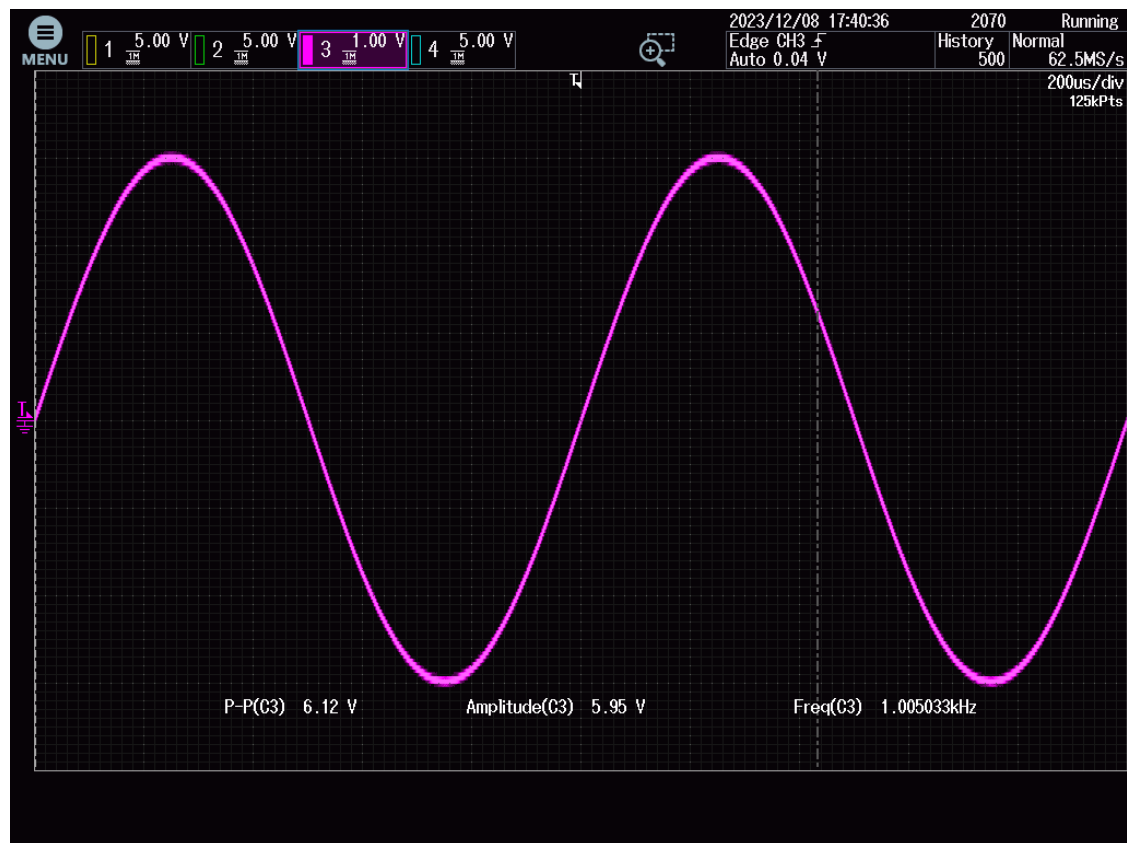 2023/12/08 17:40:36 2070 Running
MENU
1 5.00 V 1M
2 5.00 V 1M
3 1.00 V 1M
4 5.00 V 1M
Edge CH3
Auto 0.04 V
History
500
Normal
62.5MS/s
200us/div
125kPts
T
T
P-P(C3) 6.12 V Amplitude(C3) 5.95 V Freq(C3) 1.005033kHz